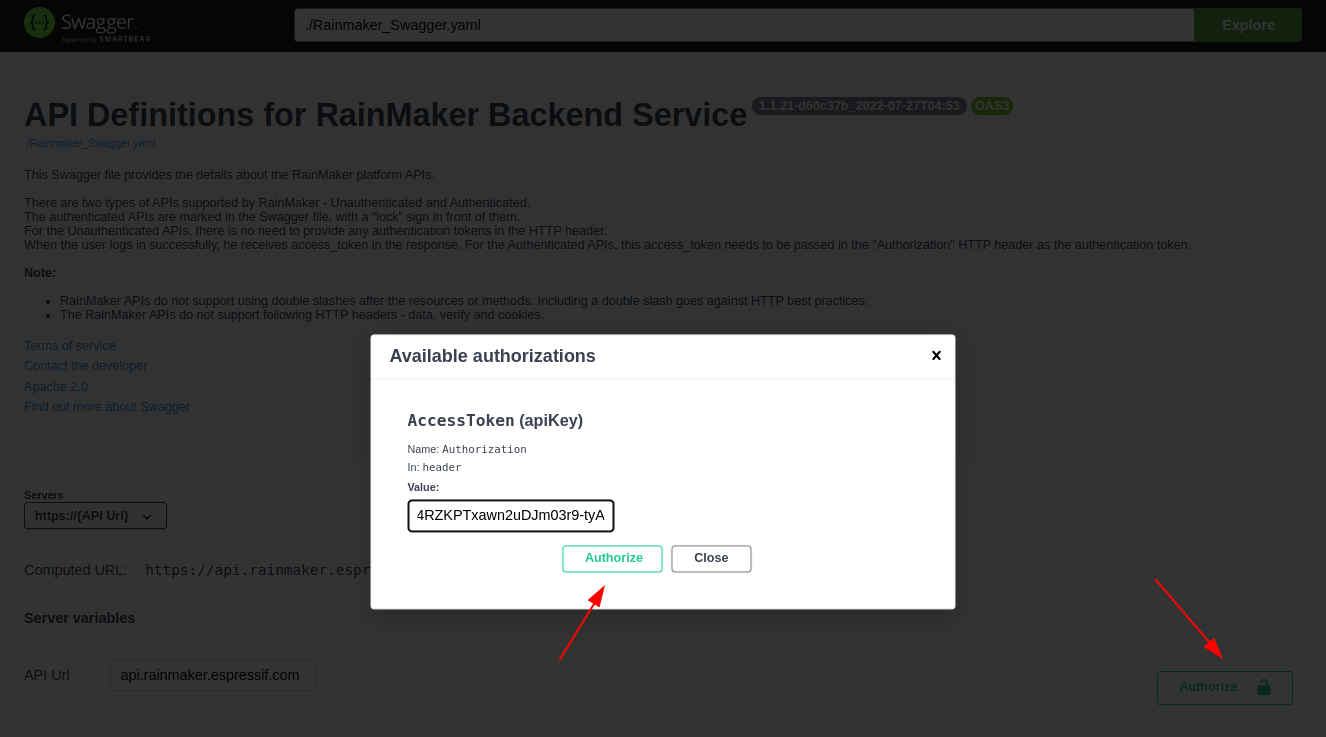 Swagger
Supported by SMARTBEAR
./Rainmaker_Swagger.yaml
Explore
API Definitions for RainMaker Backend Service 1.1.21-d60c37b_2022-07-27T04:53 OAS3
./Rainmaker_Swagger.yaml
This Swagger file provides the details about the RainMaker platform APIs.
There are two types of APIs supported by RainMaker - Unauthenticated and Authenticated.
The authenticated APIs are marked in the Swagger file, with a “lock” sign in front of them.
For the Unauthenticated APIs, there is no need to provide any authentication tokens in the HTTP header.
When the user logs in successfully, he receives access_token in the response. For the Authenticated APIs, this access_token needs to be passed in the "Authorization" HTTP header as the authentication token.
Note:
• RainMaker APIs do not support using double slashes after the resources or methods. Including a double slash goes against HTTP best practices.
• The RainMaker APIs do not support following HTTP headers - data, verify and cookies.
Terms of service
Contact the developer
Apache 2.0
Find out more about Swagger
Available authorizations
AccessToken (apiKey)
Name: Authorization
In: header
Value:
4RZKPTxawn2uDJm03r9-tyA
Authorize Close
Servers
https://{API Url}
Computed URL: https://api.rainmaker.espr
Server variables
API Url api.rainmaker.espressif.com
Authorize